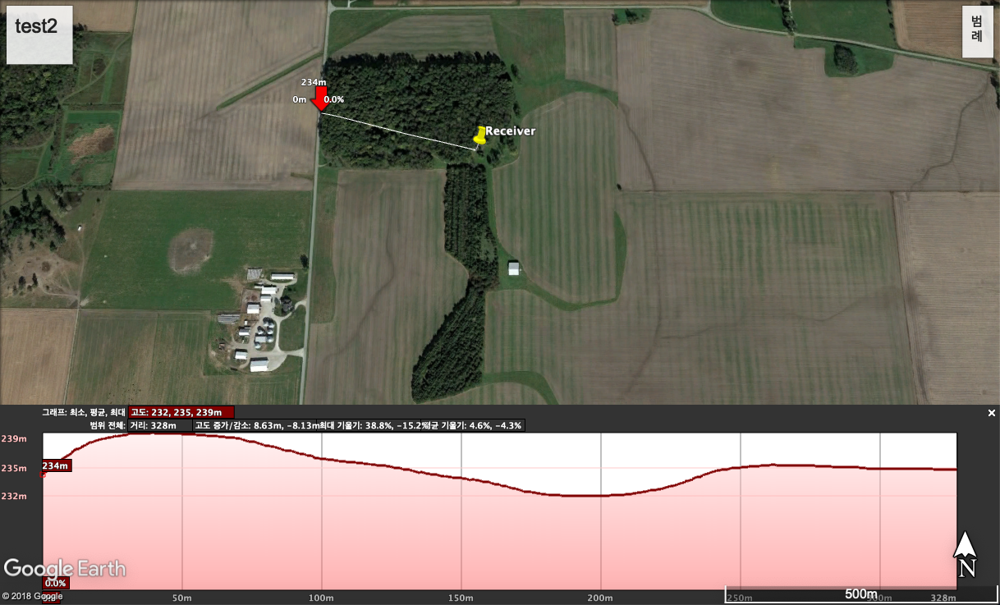 test2
범례
234m
0m 0.0%
Receiver
그래프: 최소, 평균, 최대 고도: 232, 235, 239m
범위 전체: 거리: 328m 고도 증가/감소: 8.63m, -8.13m 최대 기울기: 38.8%, -15.2% 평균 기울기: 4.6%, -4.3%
239m
234m
235m
232m
Google Earth
N
0.0%
© 2018 Google
50m 100m 150m 200m 250m 300m 328m
500m